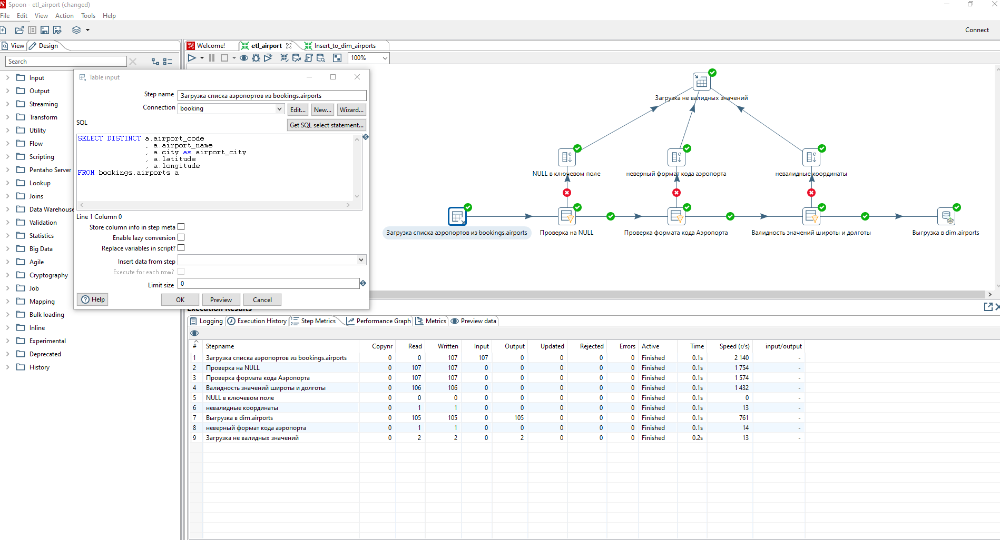 Spoon - etl_airport (changed)
File Edit View Action Tools Help
Connect
View Design
Search
Input
Output
Streaming
Transform
Utility
Flow
Scripting
Pentaho Server
Lookup
Joins
Data Warehouse
Validation
Statistics
Big Data
Agile
Cryptography
Job
Mapping
Bulk loading
Inline
Experimental
Deprecated
History
Table input
Step name Загрузка списка аэропортов из bookings.airports
Connection booking Edit... New... Wizard...
SQL
Get SQL select statement...
SELECT DISTINCT a.airport_code
, a.airport_name
, a.city as airport_city
, a.latitude
, a.longitude
FROM bookings.airports a
Line 1 Column 0
Store column info in step meta
Enable lazy conversion
Replace variables in script?
Insert data from step
Execute for each row?
Limit size 0
Help OK Preview Cancel
Welcome! etl_airport Insert_to_dim_airports
100%
Загрузка не валидных значений
NULL в ключевом поле неверный формат кода аэропорта невалидные координаты
Загрузка списка аэропортов из bookings.airports Проверка на NULL Проверка формата кода Аэропорта Валидность значений широты и долготы Выгрузка в dim.airports
Execution Results
Logging Execution History Step Metrics Performance Graph Metrics Preview data
# Stepname Copynr Read Written Input Output Updated Rejected Errors Active Time Speed (r/s) input/output
1 Загрузка списка аэропортов из bookings.airports 0 0 107 107 0 0 0 0 Finished 0.1s 2 140 -
2 Проверка на NULL 0 107 107 0 0 0 0 0 Finished 0.1s 1 754 -
3 Проверка формата кода Аэропорта 0 107 107 0 0 0 0 0 Finished 0.1s 1 574 -
4 Валидность значений широты и долготы 0 106 106 0 0 0 0 0 Finished 0.1s 1 432 -
5 NULL в ключевом поле 0 0 0 0 0 0 0 0 Finished 0.1s 0 -
6 невалидные координаты 0 1 1 0 0 0 0 0 Finished 0.1s 13 -
7 Выгрузка в dim.airports 0 105 105 0 105 0 0 0 Finished 0.1s 761 -
8 неверный формат кода аэропорта 0 1 1 0 0 0 0 0 Finished 0.1s 14 -
9 Загрузка не валидных значений 0 2 2 0 2 0 0 0 Finished 0.2s 13 -